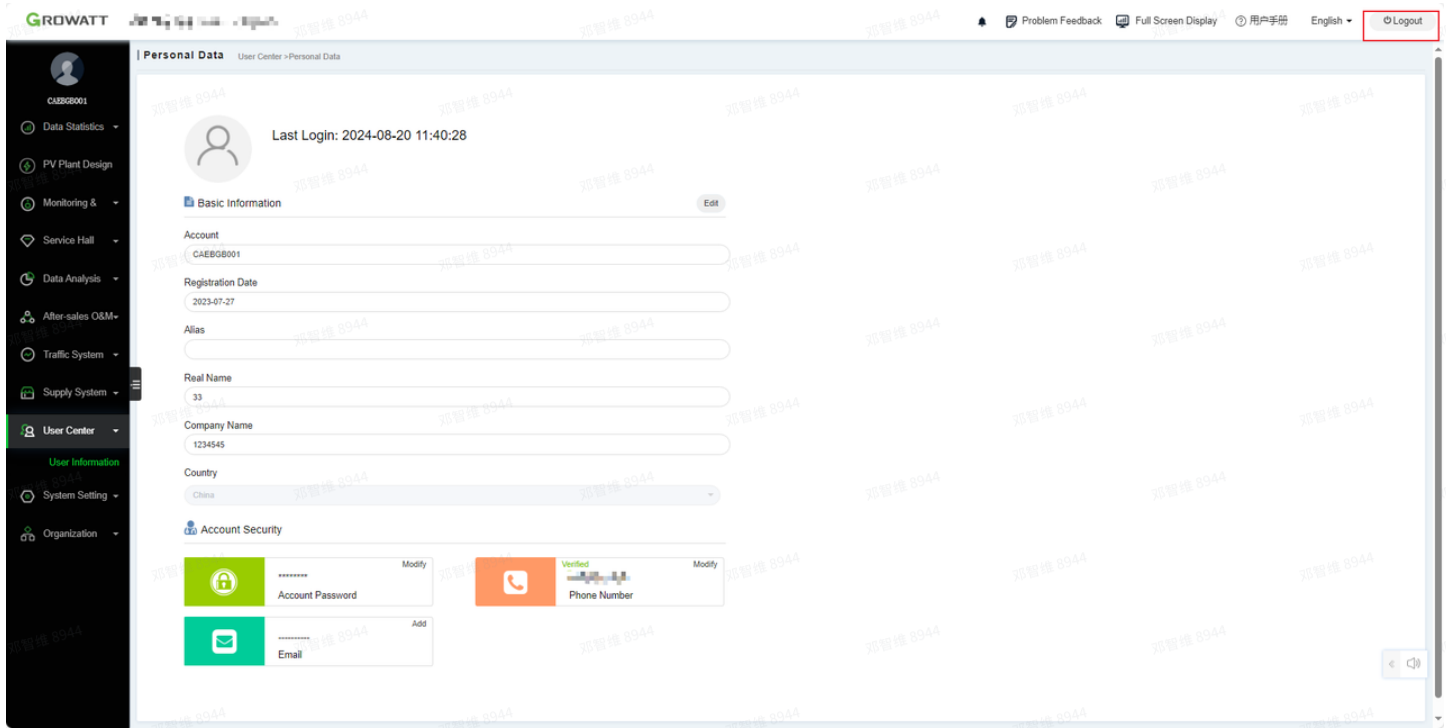 GROWATT
Problem Feedback
Full Screen Display
用户手册
English
Logout
Personal Data
User Center >Personal Data
CAEBGB001
Data Statistics
PV Plant Design
Monitoring &
Service Hall
Data Analysis
After-sales O&M
Traffic System
Supply System
User Center
User Information
System Setting
Organization
Last Login: 2024-08-20 11:40:28
Basic Information
Edit
Account
CAEBGB001
Registration Date
2023-07-27
Alias
Real Name
33
Company Name
1234545
Country
China
Account Security
Modify
--------
Account Password
Verified
Modify
Phone Number
Add
----------
Email
邓智维 8944